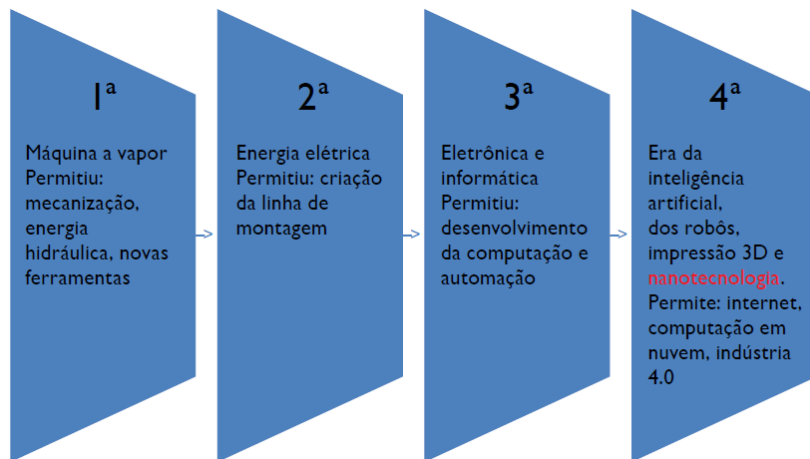 1ª
Máquina a vapor
Permitiu:
mecanização,
energia
hidráulica, novas
ferramentas
2ª
Energia elétrica
Permitiu: criação
da linha de
montagem
3ª
Eletrônica e
informática
Permitiu:
desenvolvimento
da computação e
automação
4ª
Era da
inteligência
artificial,
dos robôs,
impressão 3D e
nanotecnologia.
Permite: internet,
computação em
nuvem, indústria
4.0